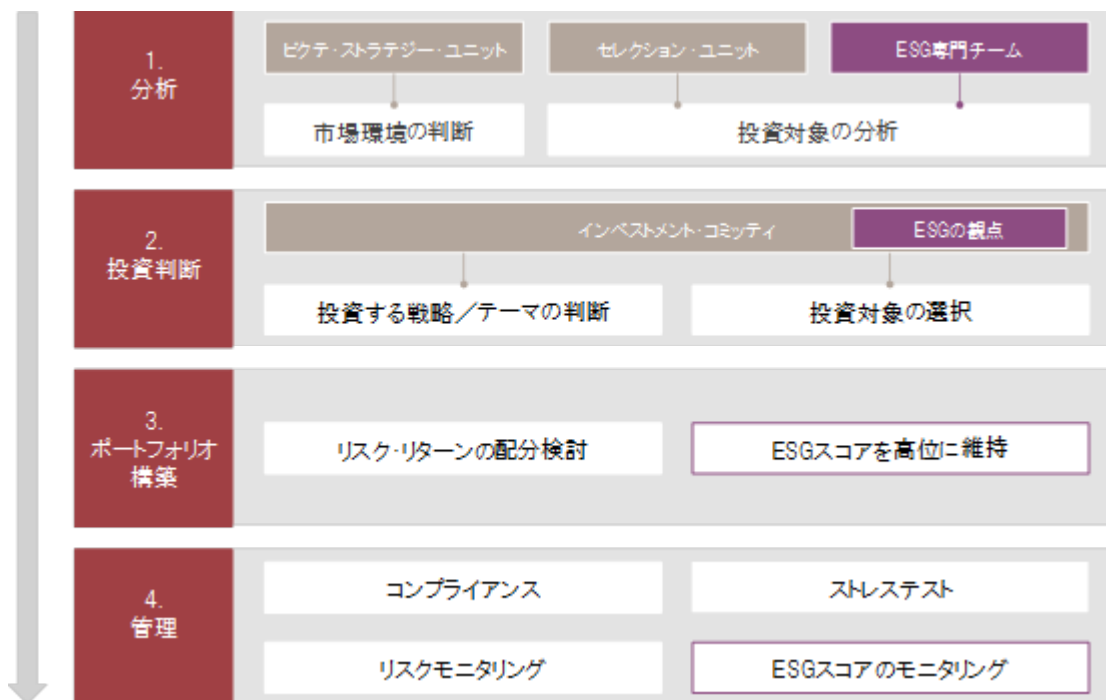 1.
分析
ピクテ・ストラテジー・ユニット
セレクション・ユニット
ESG専門チーム
市場環境の判断
投資対象の分析
2.
投資判断
インベストメント・コミッティ
ESGの観点
投資する戦略／テーマの判断
投資対象の選択
3.
ポートフォリオ
構築
リスク・リターンの配分検討
ESGスコアを高位に維持
4.
管理
コンプライアンス
ストレステスト
リスクモニタリング
ESGスコアのモニタリング